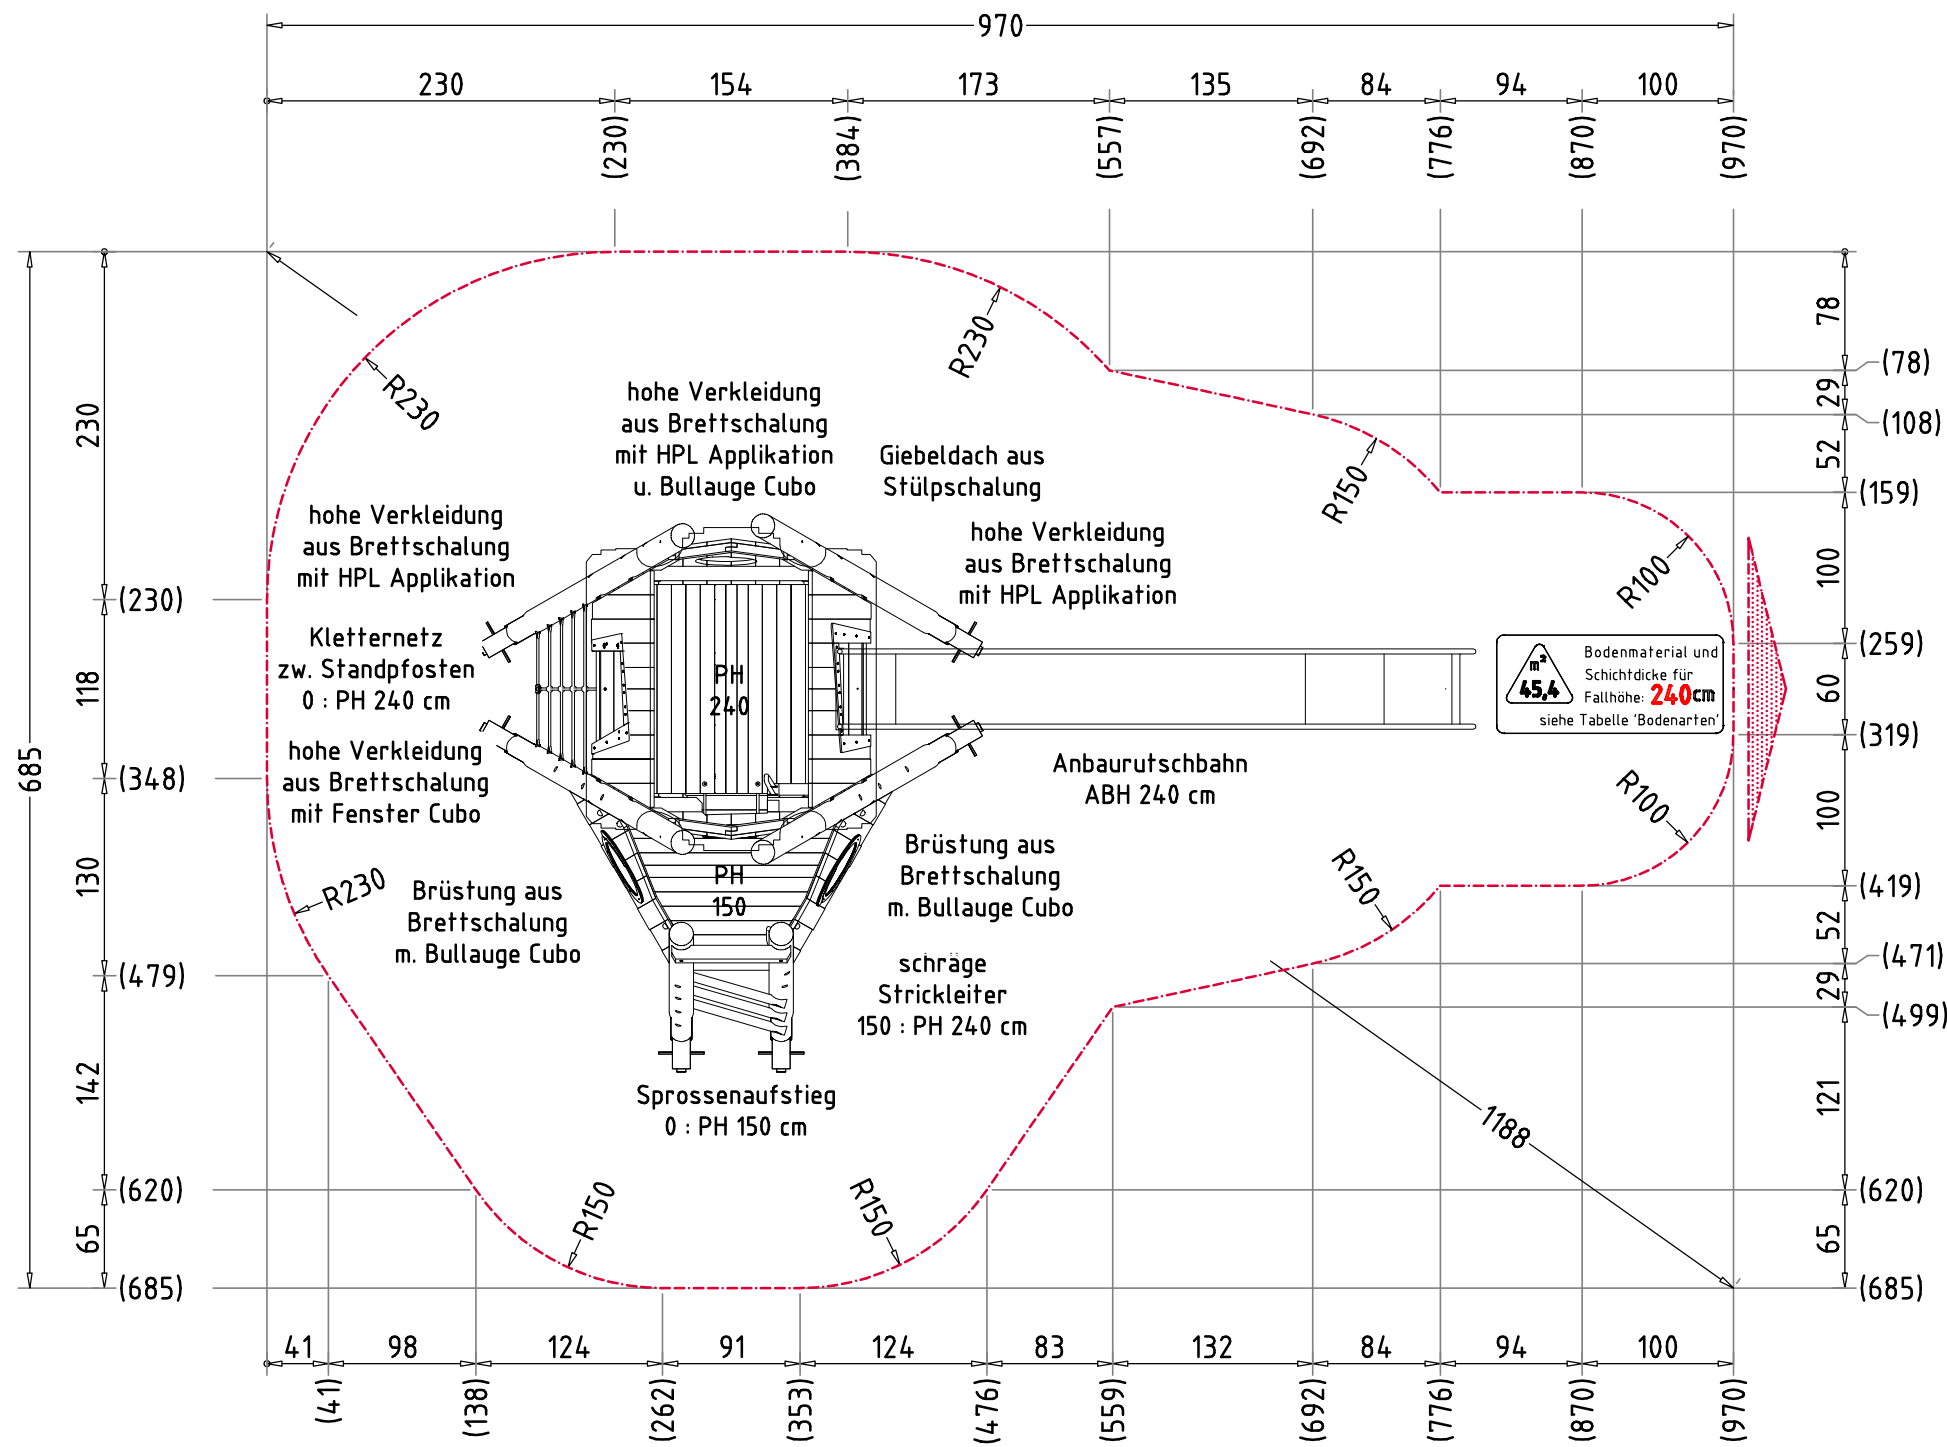 970
230 154 173 135 84 94 100
(230) (384) (557) (692) (776) (870) (970)
685
230
118
130
142
65
(230)
(348)
(479)
(620)
(685)
78
29
52
100
60
100
52
29
121
65
(78)
(108)
(159)
(259)
(319)
(419)
(471)
(499)
(620)
(685)
R230
R230
R150
R100
R100
R150
R230
R150
R150
1188
hohe Verkleidung
aus Brettschalung
mit HPL Applikation
u. Bullauge Cubo
Giebeldach aus
Stülpschalung
hohe Verkleidung
aus Brettschalung
mit HPL Applikation
hohe Verkleidung
aus Brettschalung
mit HPL Applikation
Kletternetz
zw. Standpfosten
0 : PH 240 cm
PH
240
m²
45,4
Bodenmaterial und
Schichtdicke für
Fallhöhe: 240cm
siehe Tabelle 'Bodenarten'
hohe Verkleidung
aus Brettschalung
mit Fenster Cubo
Anbaurutschbahn
ABH 240 cm
PH
150
Brüstung aus
Brettschalung
m. Bullauge Cubo
Brüstung aus
Brettschalung
m. Bullauge Cubo
schräge
Strickleiter
150 : PH 240 cm
Sprossenaufstieg
0 : PH 150 cm
41 98 124 91 124 83 132 84 94 100
(41) (138) (262) (353) (476) (559) (692) (776) (870) (970)